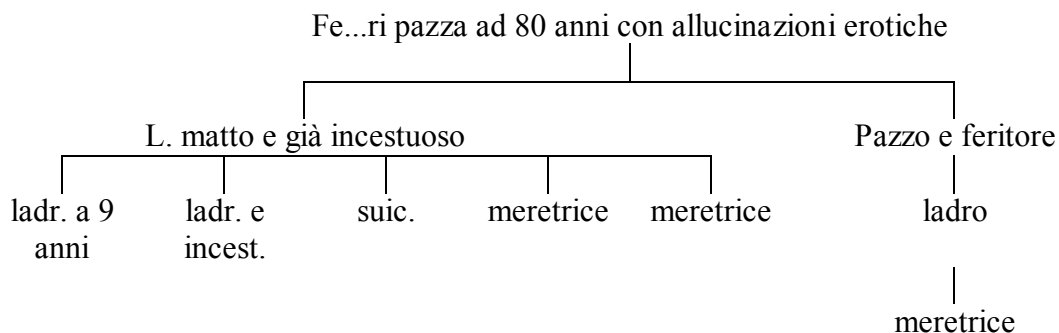 Fe...ri pazza ad 80 anni con allucinazioni erotiche
L. matto e già incestuoso Pazzo e feritore
ladr. a 9 ladr. e suic. meretrice meretrice ladro
anni incest.
meretrice